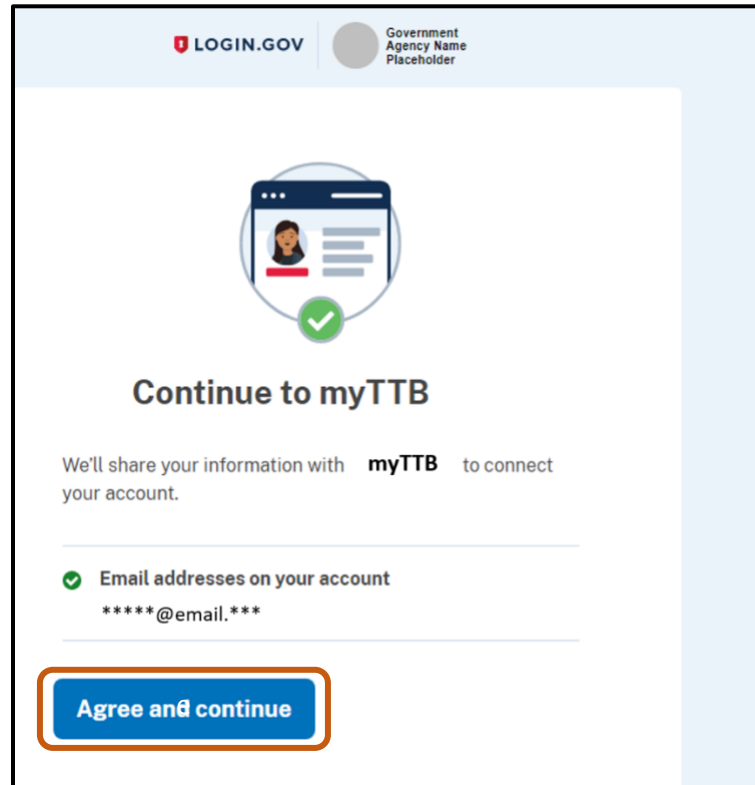 LOGIN.GOV
Government
Agency Name
Placeholder
Continue to myTTB
We'll share your information with myTTB to connect
your account.
Email addresses on your account
*****@email.***
Agree and continue